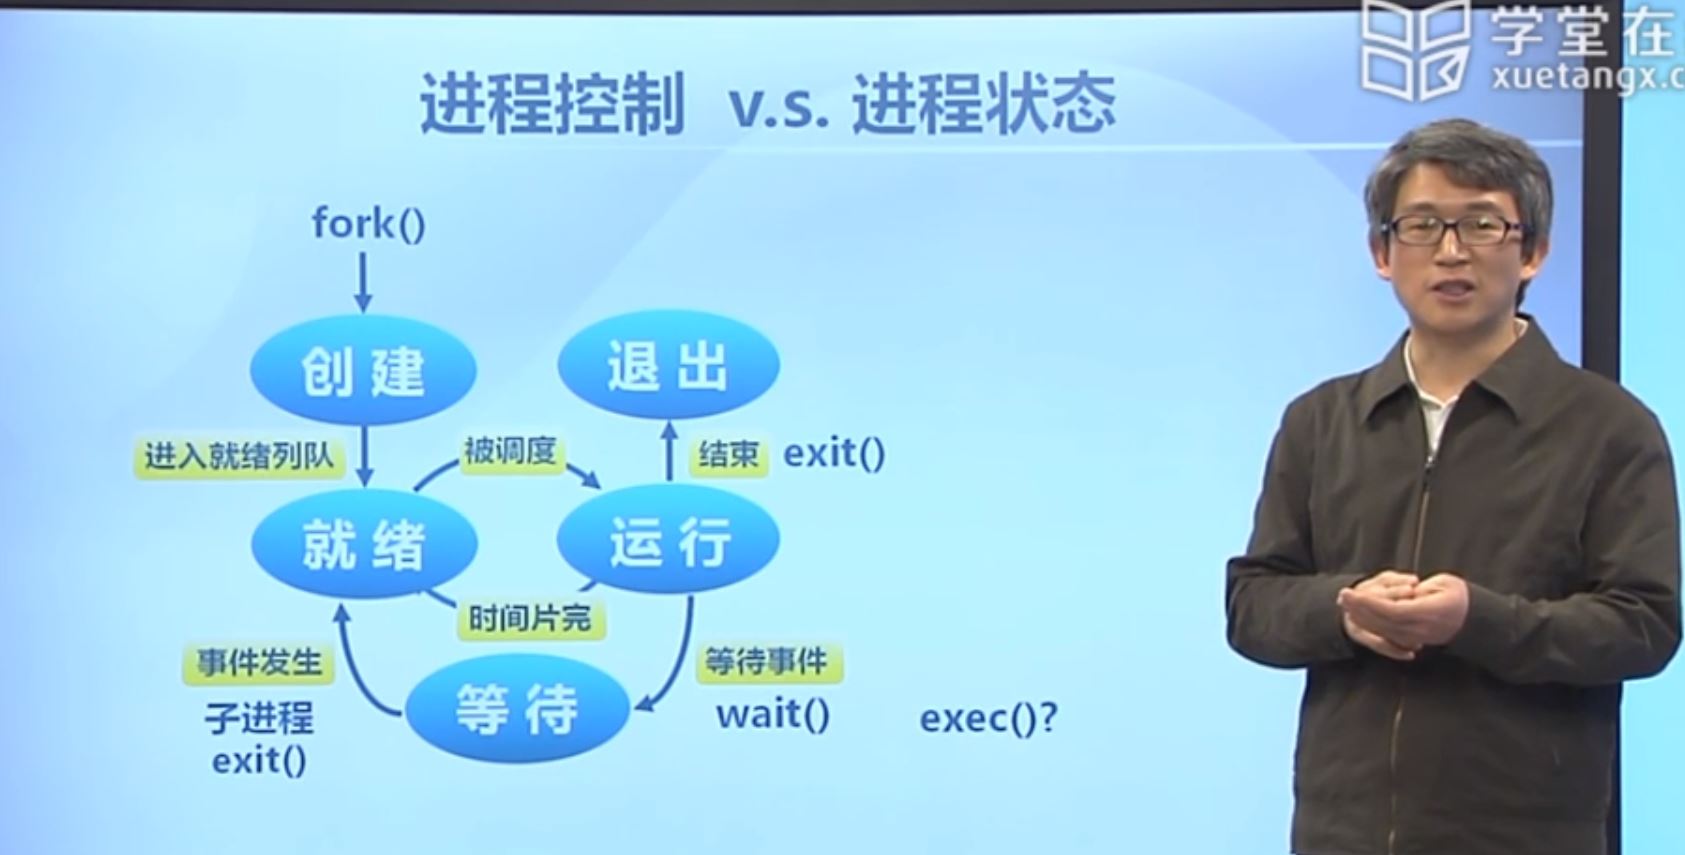 学堂在
xuetangx.c
进程控制 v.s. 进程状态
fork()
创建
退出
进入就绪列队
被调度
结束 exit()
就绪
运行
时间片完
事件发生
等待事件
子进程
exit()
等待
wait()
exec()?